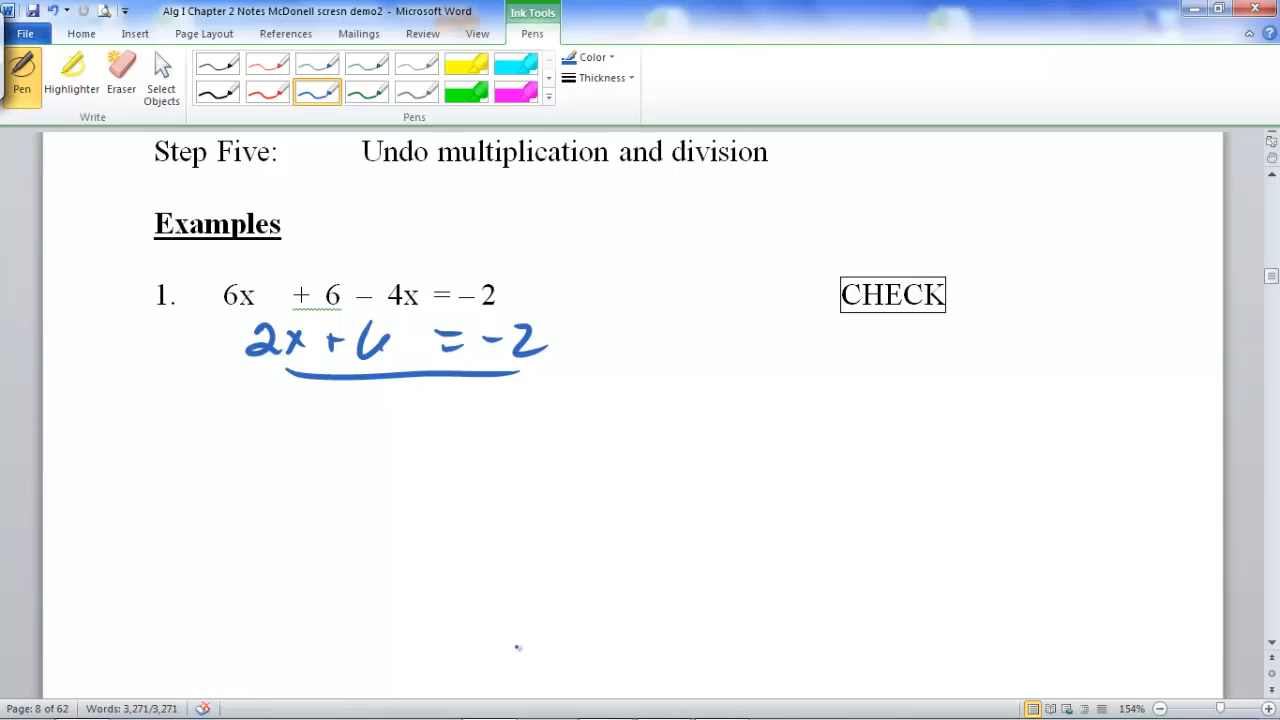 Alg I Chapter 2 Notes McDonell scresn demo2 - Microsoft Word
Ink Tools
File Home Insert Page Layout References Mailings Review View Pens
Pen Highlighter Eraser Select Objects
Color
Thickness
Write Pens
Step Five: Undo multiplication and division
Examples
1. 6x + 6 – 4x = – 2 CHECK
2x + 6 = -2
Page: 8 of 62 Words: 3,271/3,271 154%